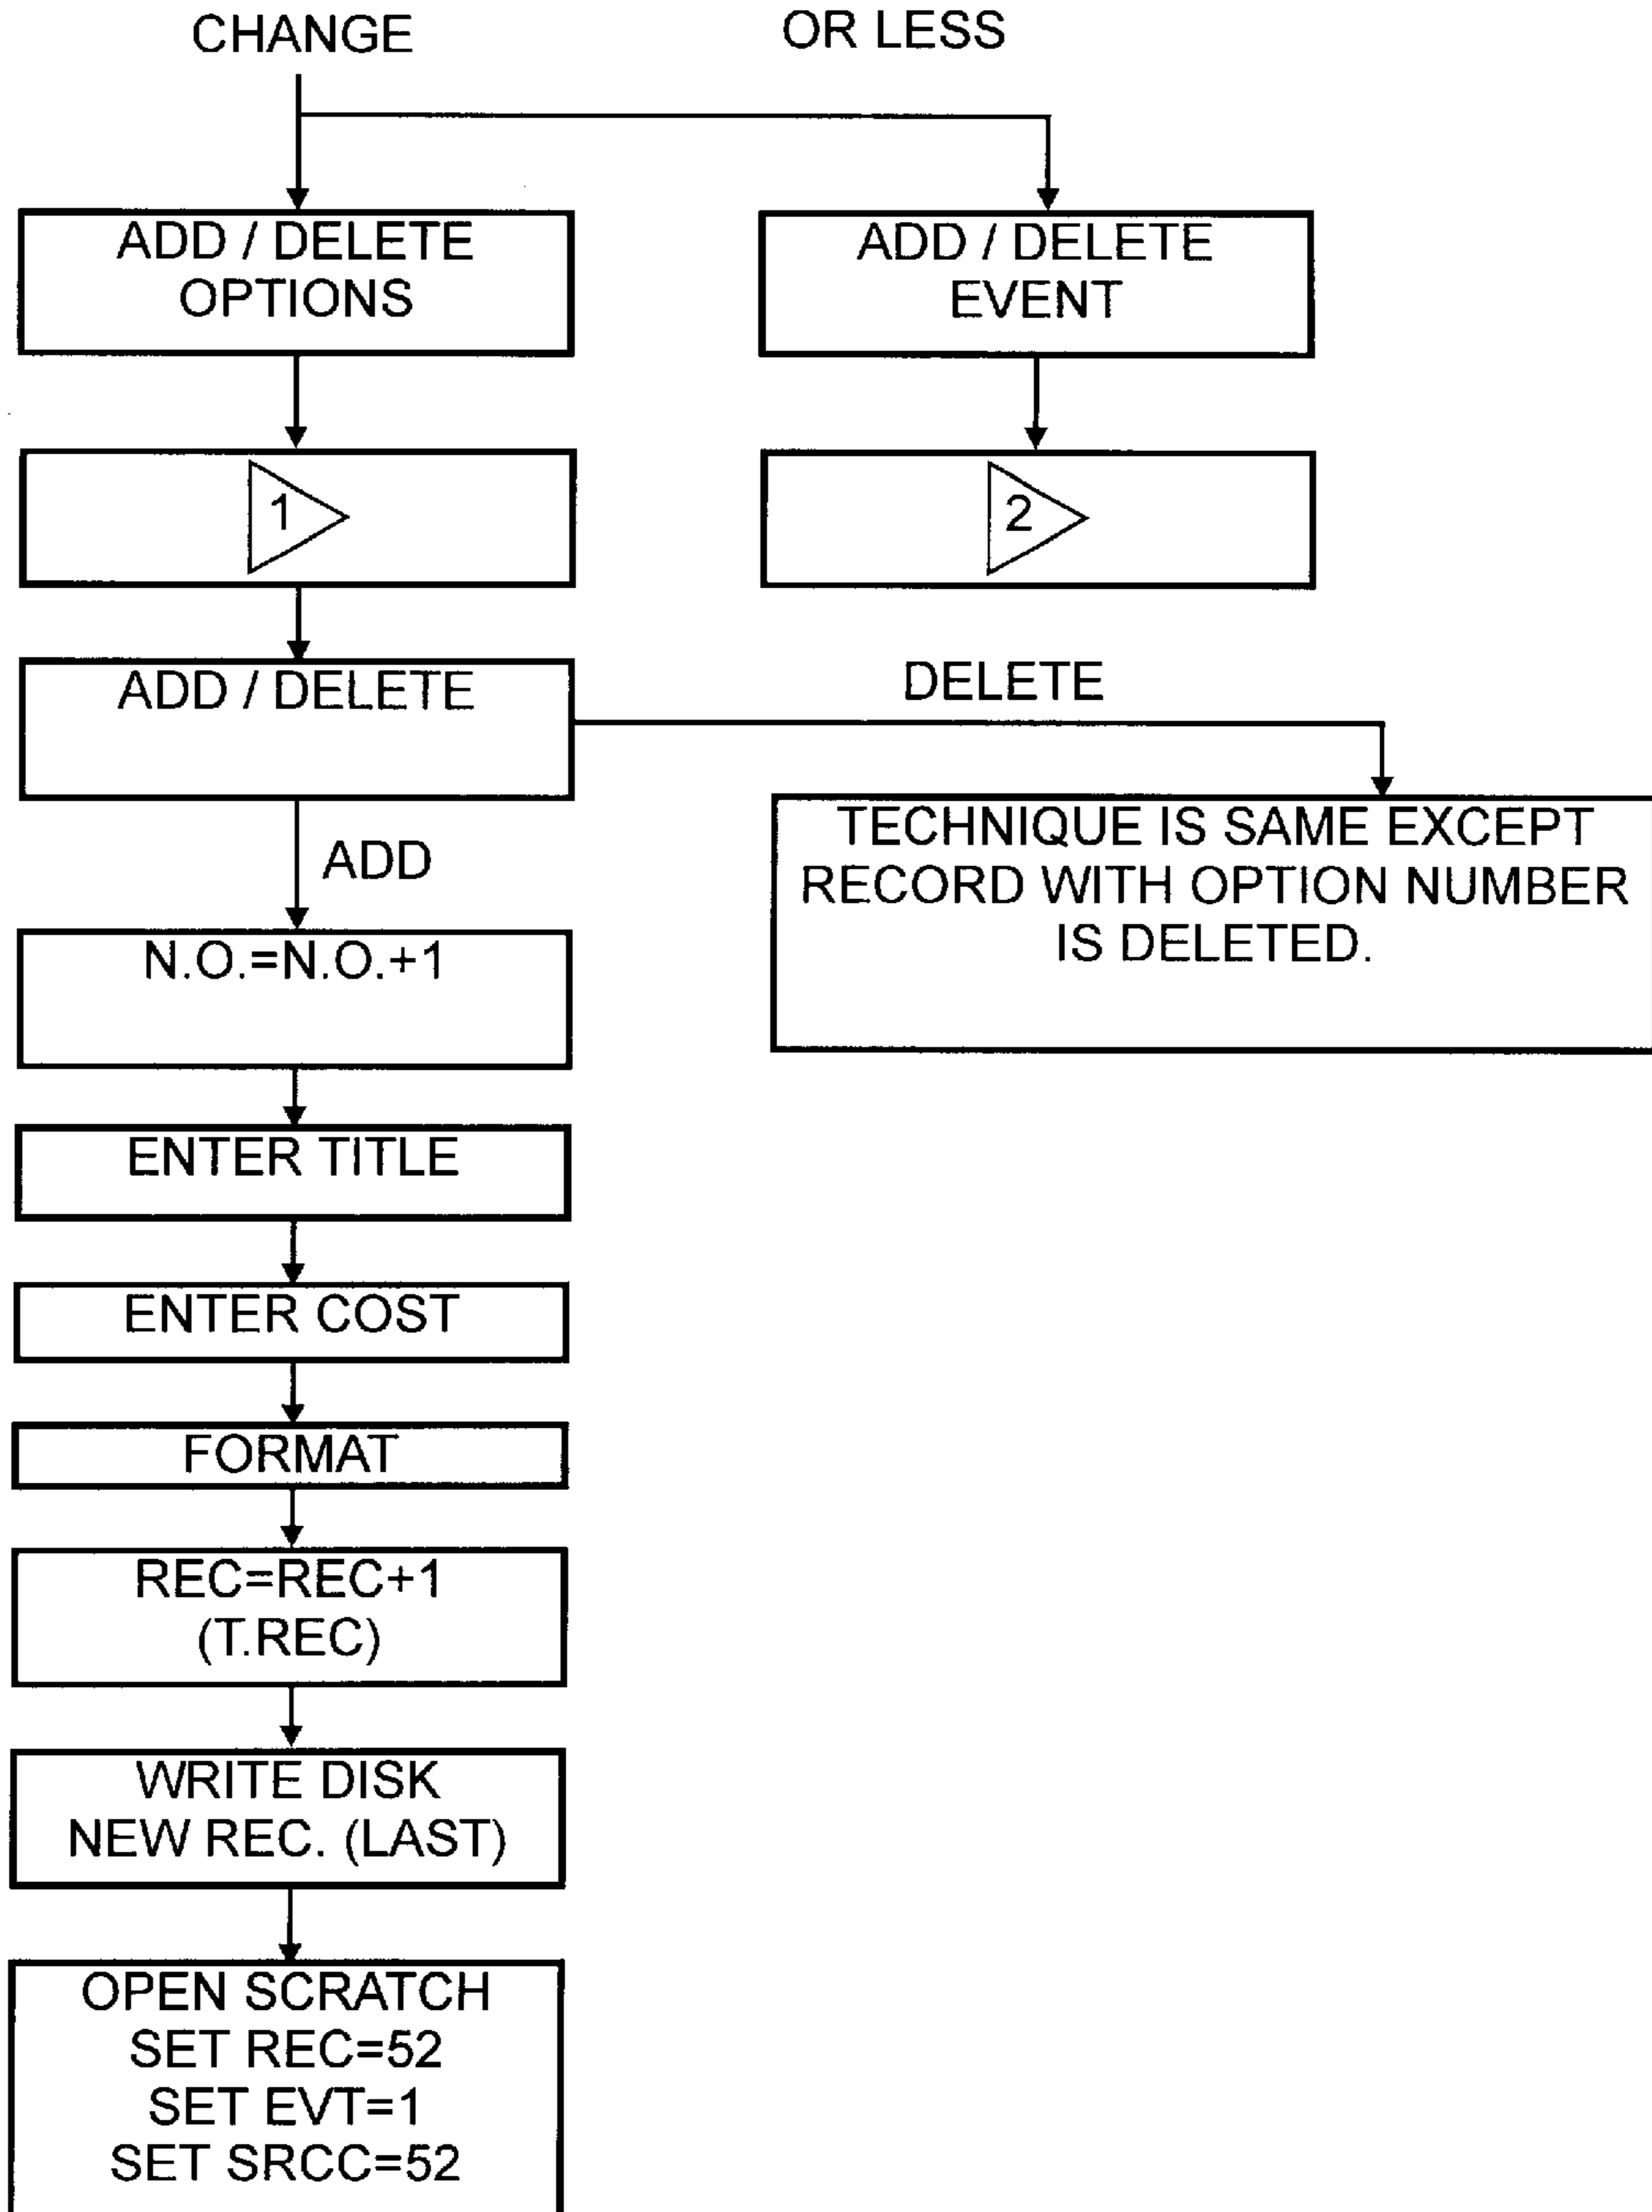 CHANGE
OR LESS
ADD / DELETE
OPTIONS
ADD / DELETE
EVENT
1
2
ADD / DELETE
DELETE
TECHNIQUE IS SAME EXCEPT
RECORD WITH OPTION NUMBER
IS DELETED.
ADD
N.O.=N.O.+1
ENTER TITLE
ENTER COST
FORMAT
REC=REC+1
(T.REC)
WRITE DISK
NEW REC. (LAST)
OPEN SCRATCH
SET REC=52
SET EVT=1
SET SRCC=52